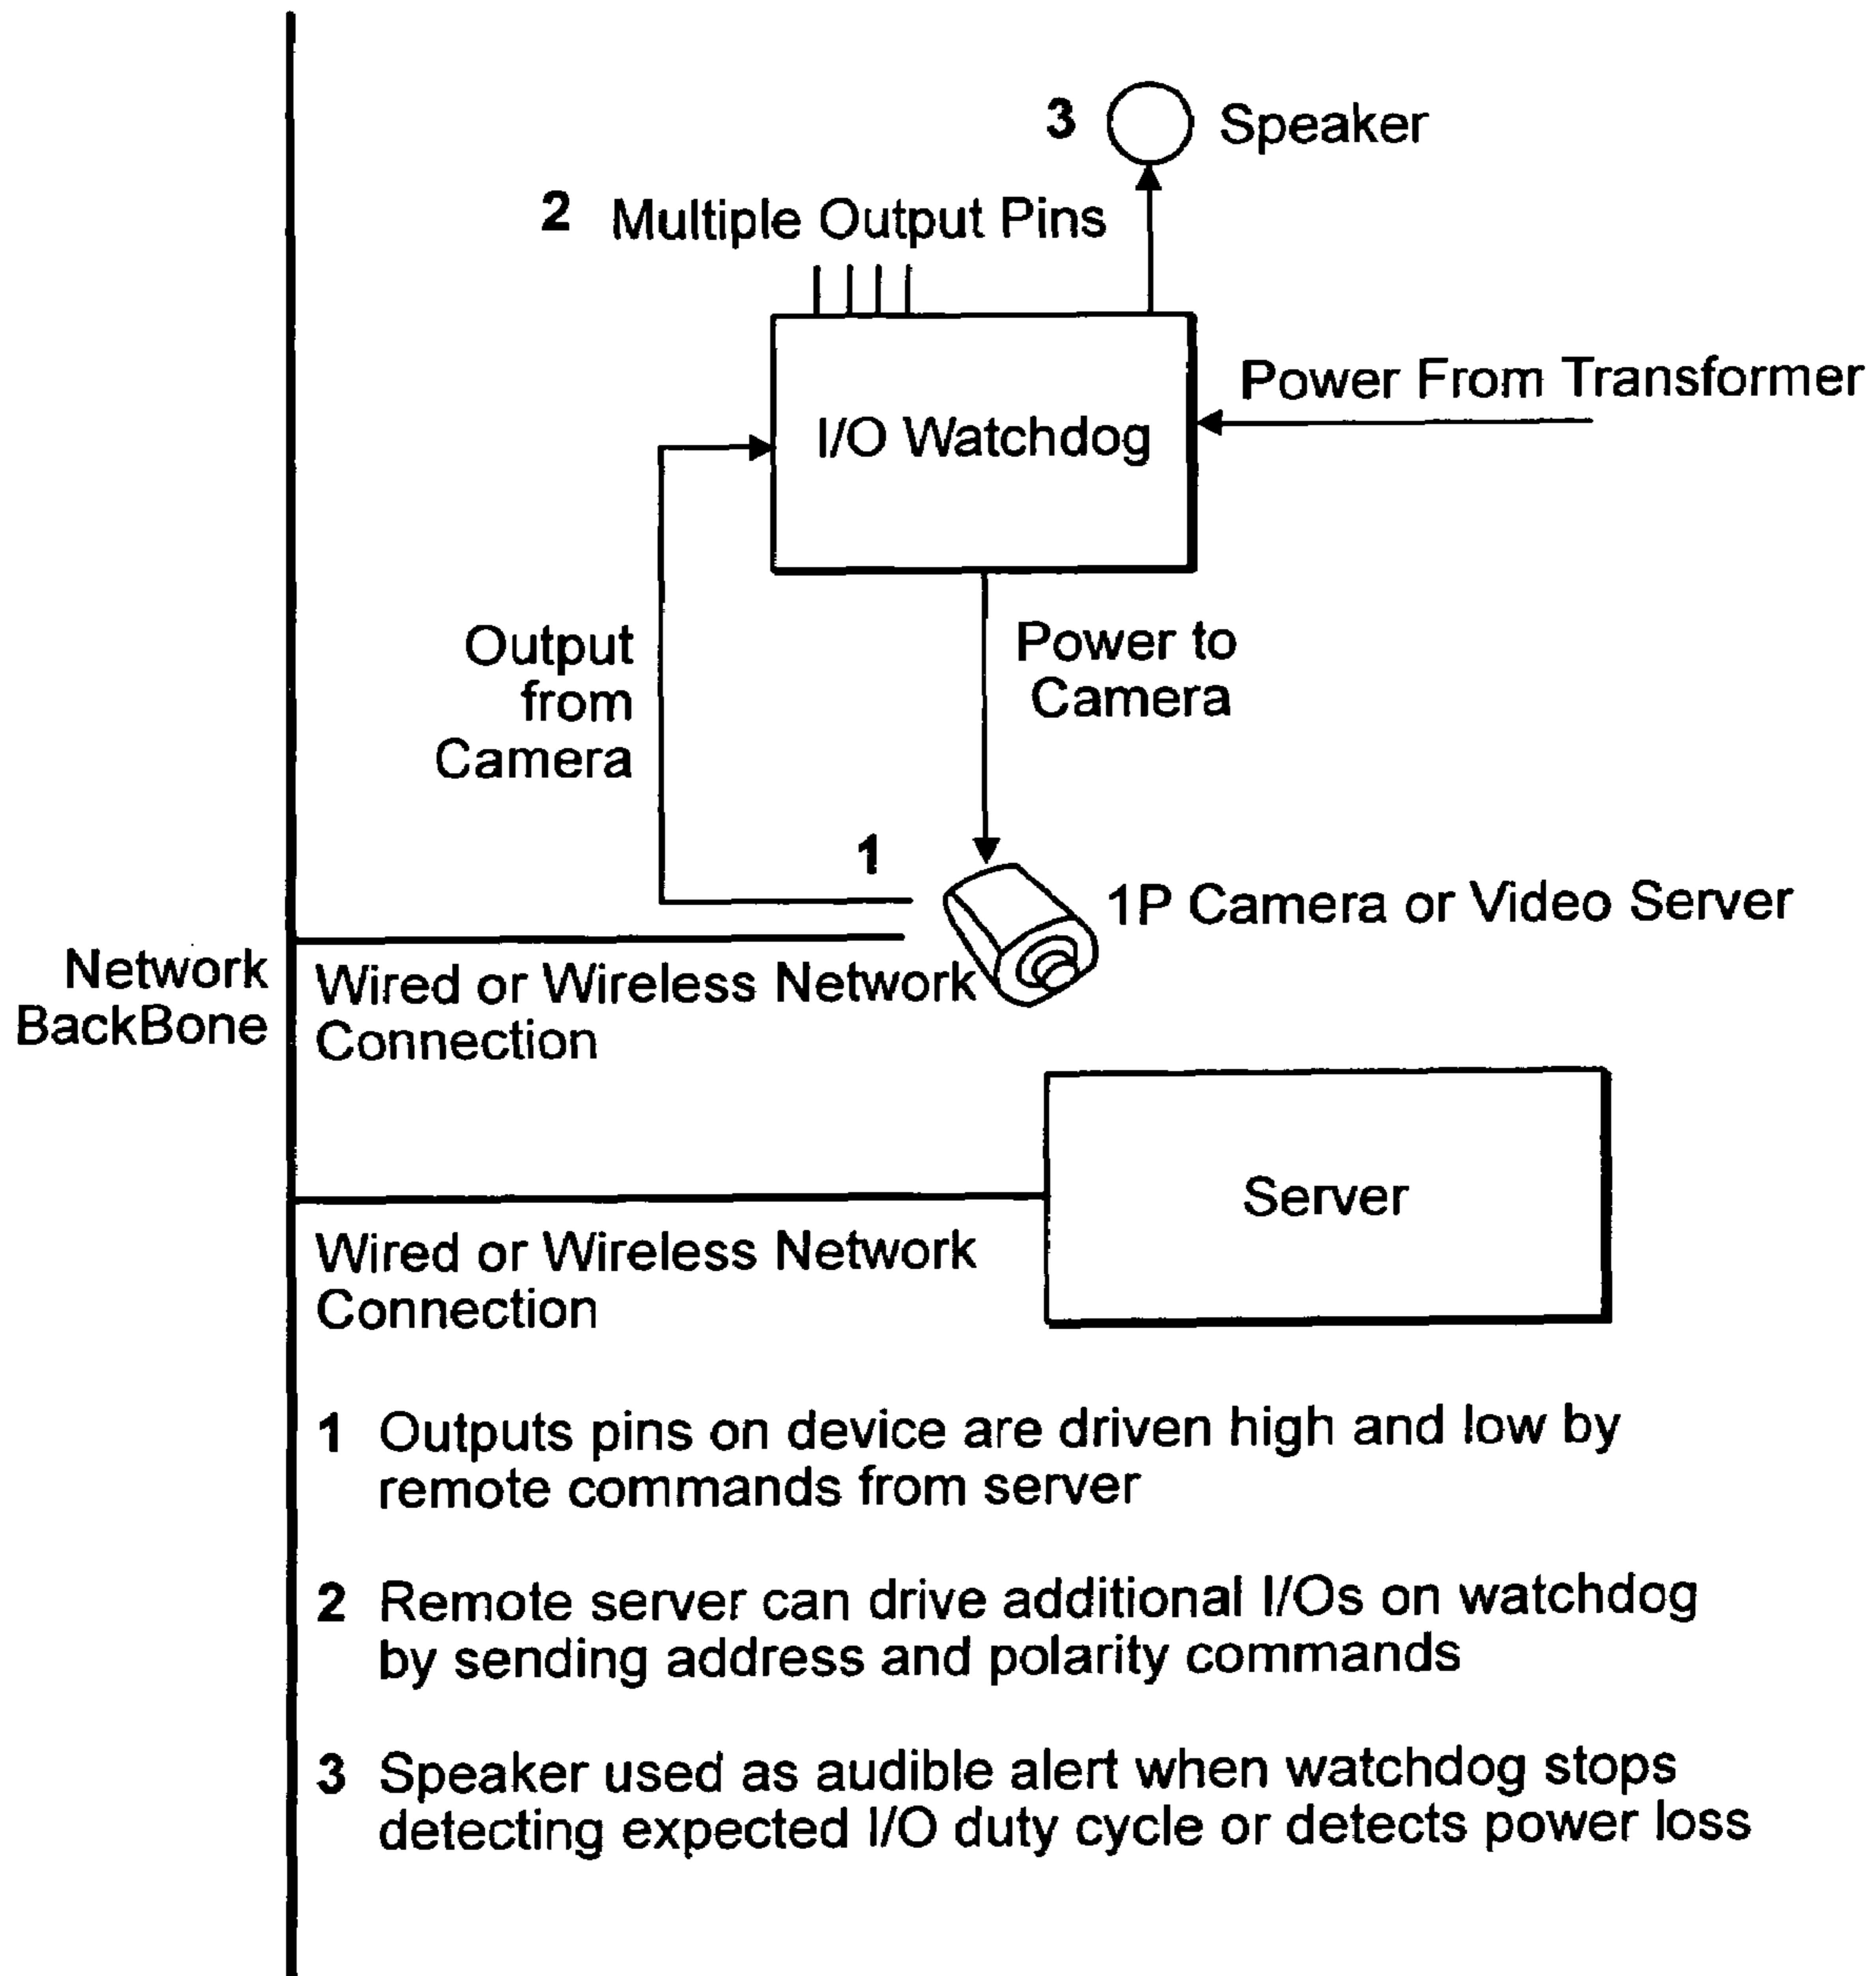 3 Speaker
2 Multiple Output Pins
Power From Transformer
I/O Watchdog
Output
from
Camera
Power to
Camera
1
1P Camera or Video Server
Network
BackBone
Wired or Wireless Network
Connection
Server
Wired or Wireless Network
Connection
1 Outputs pins on device are driven high and low by
remote commands from server
2 Remote server can drive additional I/Os on watchdog
by sending address and polarity commands
3 Speaker used as audible alert when watchdog stops
detecting expected I/O duty cycle or detects power loss